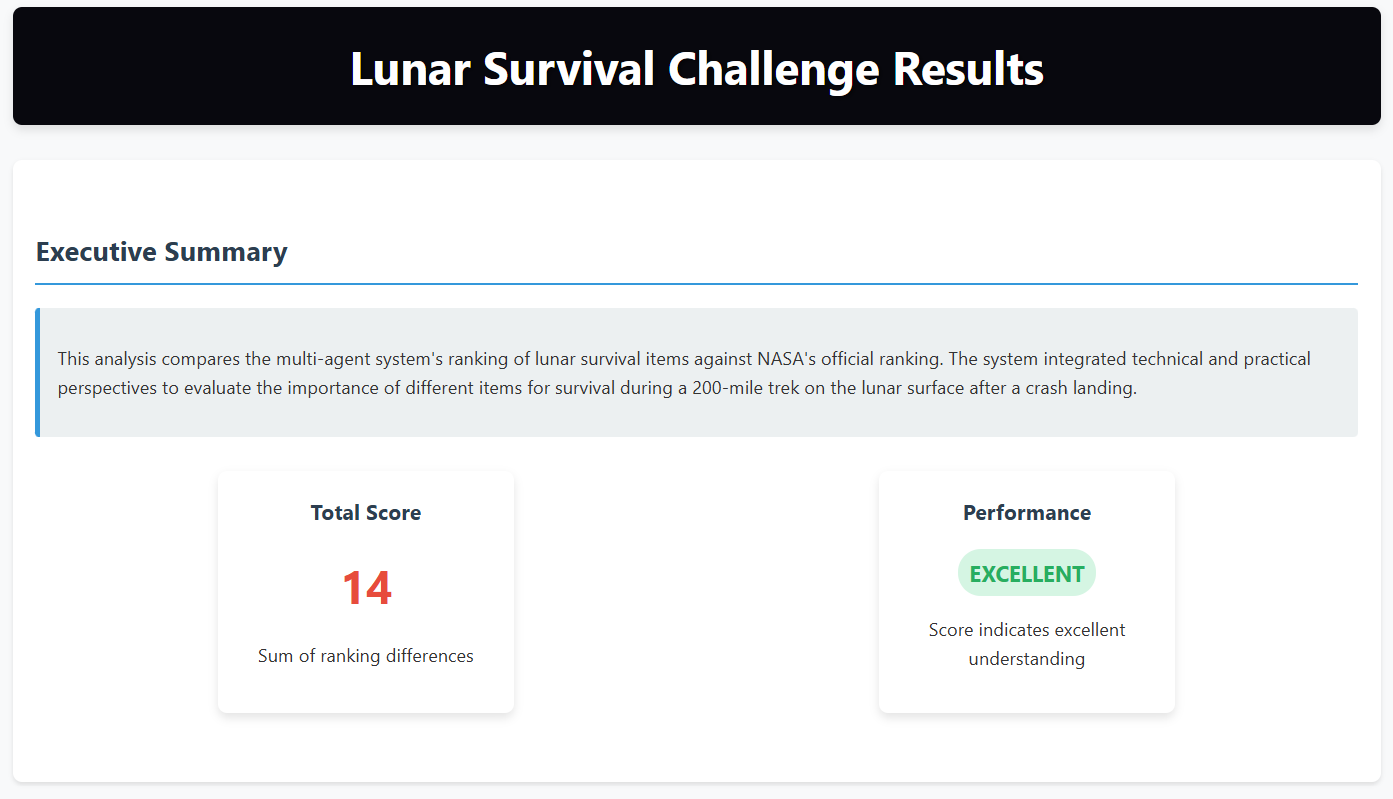 Lunar Survival Challenge Results
Executive Summary
This analysis compares the multi-agent system's ranking of lunar survival items against NASA's official ranking. The system integrated technical and practical
perspectives to evaluate the importance of different items for survival during a 200-mile trek on the lunar surface after a crash landing.
Total Score
14
Sum of ranking differences
Performance
EXCELLENT
Score indicates excellent
understanding